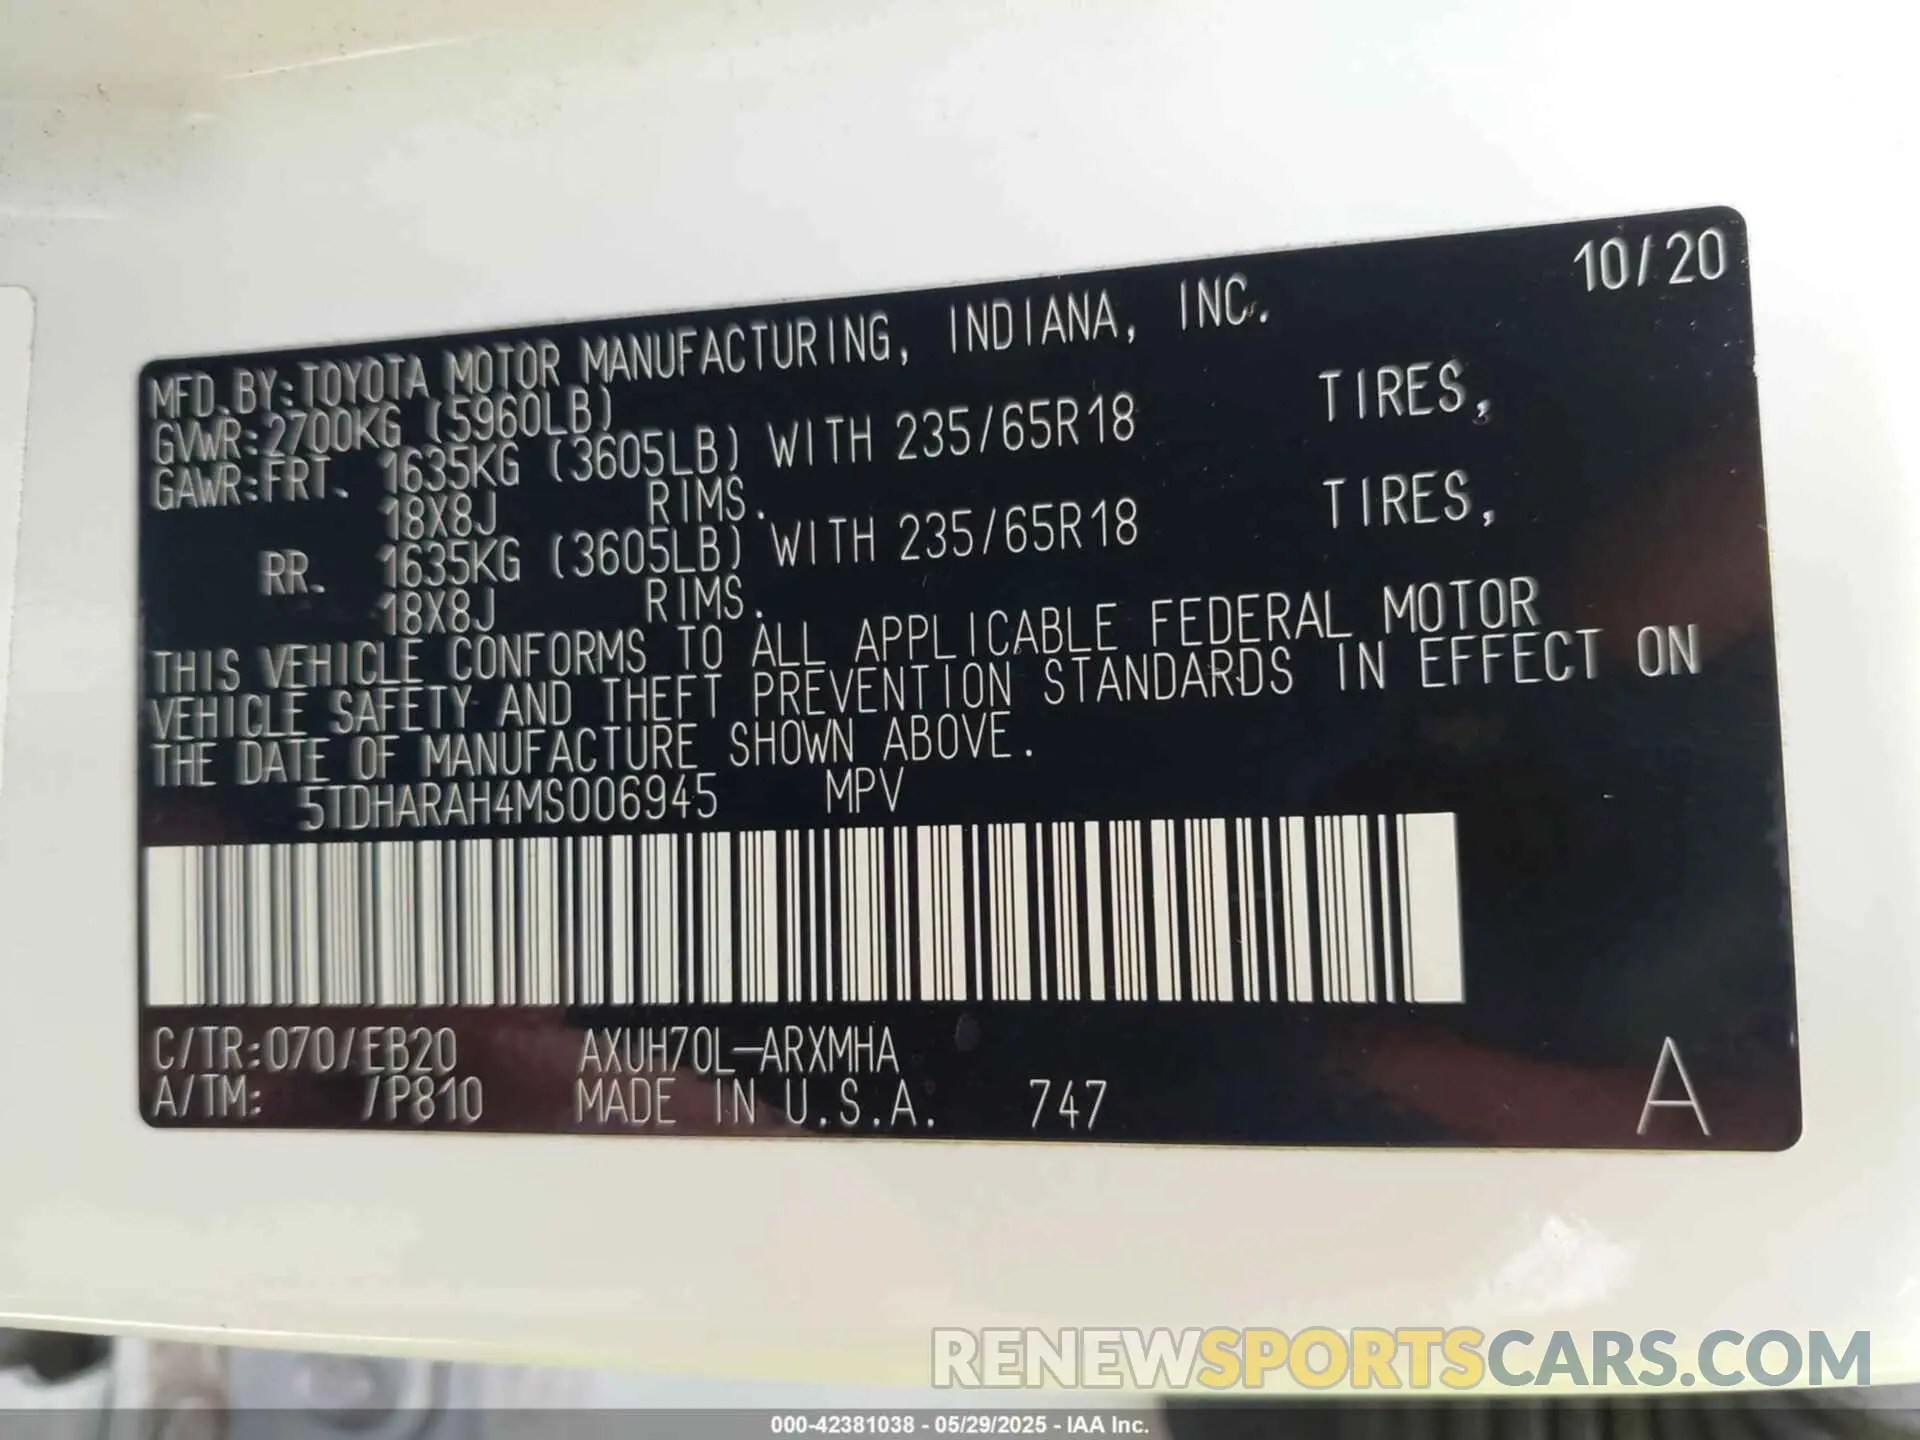 10/20
MFD.BY:TOYOTA MOTOR MANUFACTURING, INDIANA, INC.
GVWR:2700KG (5960LB)
GAWR:FRT. 1635KG (3605LB) WITH 235/65R18 TIRES,
18X8J RIMS.
RR. 1635KG (3605LB) WITH 235/65R18 TIRES,
18X8J RIMS.
THIS VEHICLE CONFORMS TO ALL APPLICABLE FEDERAL MOTOR
VEHICLE SAFETY AND THEFT PREVENTION STANDARDS IN EFFECT ON
THE DATE OF MANUFACTURE SHOWN ABOVE.
5TDHARAH4MS006945 MPV
C/TR:070/EB20 AXUH70L-ARXMHA
A/TM: /P810 MADE IN U.S.A. 747 A
RENEWSPORTSCARS.COM
000-42381038 - 05/29/2025 - IAA Inc.